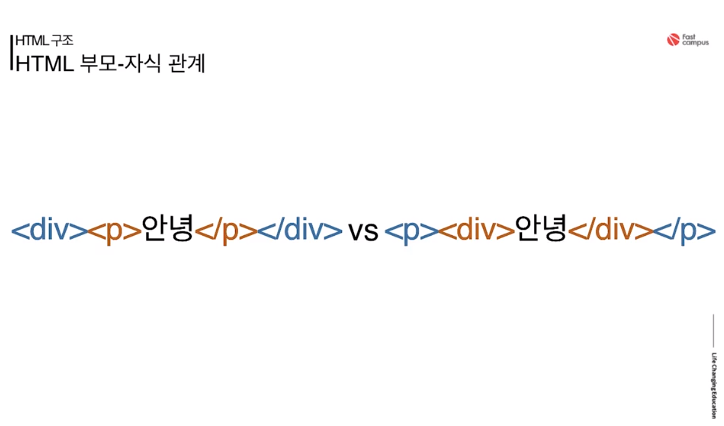 HTML 구조
HTML 부모-자식 관계
fast
campus
<div><p>안녕</p></div> vs <p><div>안녕</div></p>
Life Changing Education